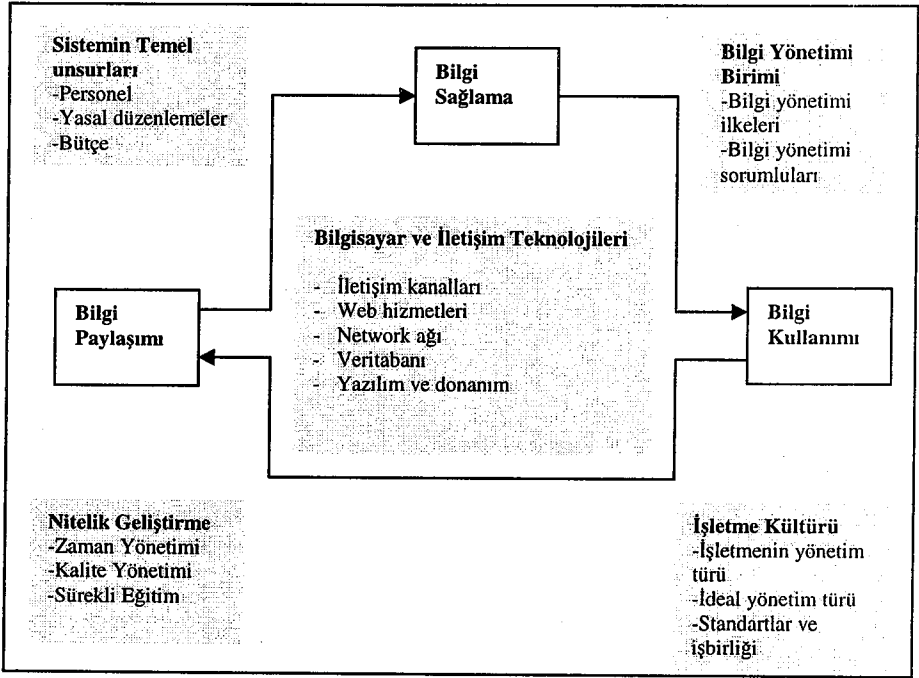 Sistemin Temel
unsurları
-Personel
-Yasal düzenlemeler
-Bütçe
Bilgi
Sağlama
Bilgi Yönetimi
Birimi
-Bilgi yönetimi
ilkeleri
-Bilgi yönetimi
sorumluları
Bilgisayar ve İletişim Teknolojileri
- İletişim kanalları
- Web hizmetleri
- Network ağı
- Veritabanı
- Yazılım ve donanım
Bilgi
Paylaşımı
Bilgi
Kullanımı
Nitelik Geliştirme
-Zaman Yönetimi
-Kalite Yönetimi
-Sürekli Eğitim
İşletme Kültürü
-İşletmenin yönetim
türü
-İdeal yönetim türü
-Standartlar ve
işbirliği